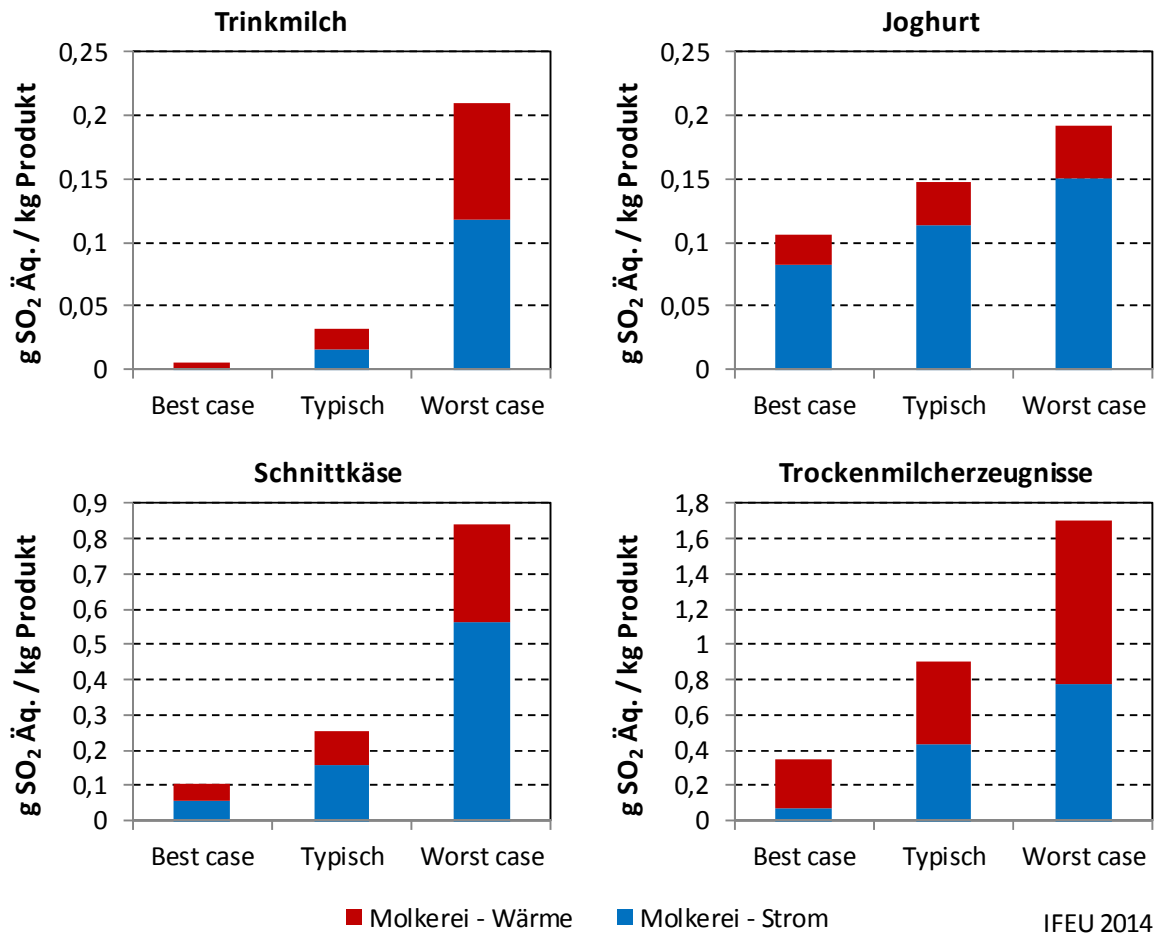 Trinkmilch
g SO₂ Äq. / kg Produkt
0,25
0,2
0,15
0,1
0,05
0
Best case Typisch Worst case
Joghurt
g SO₂ Äq. / kg Produkt
0,25
0,2
0,15
0,1
0,05
0
Best case Typisch Worst case
Schnittkäse
g SO₂ Äq. / kg Produkt
0,9
0,8
0,7
0,6
0,5
0,4
0,3
0,2
0,1
0
Best case Typisch Worst case
Trockenmilcherzeugnisse
g SO₂ Äq. / kg Produkt
1,8
1,6
1,4
1,2
1
0,8
0,6
0,4
0,2
0
Best case Typisch Worst case
Molkerei - Wärme Molkerei - Strom
IFEU 2014